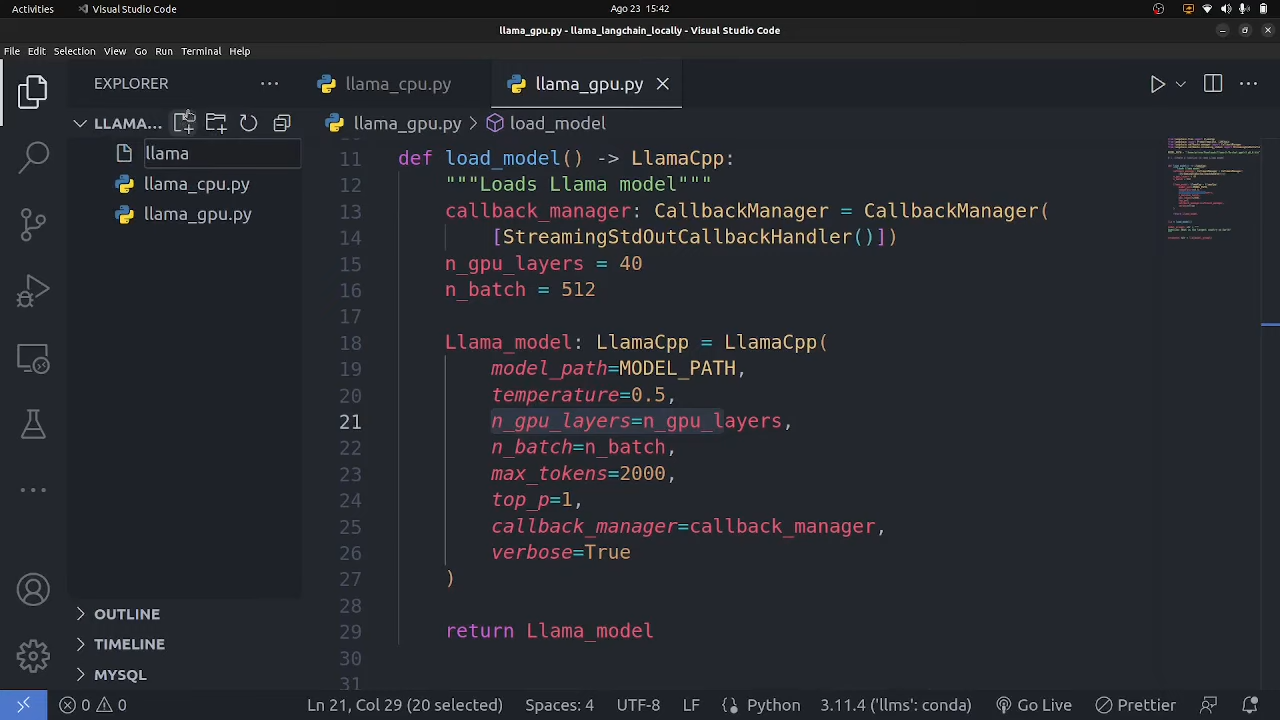 Activities
Visual Studio Code
Ago 23 15:42
llama_gpu.py - llama_langchain_locally - Visual Studio Code
File Edit Selection View Go Run Terminal Help
EXPLORER
llama_cpu.py
llama_gpu.py
LLAMA...
llama_gpu.py > load_model
llama
llama_cpu.py
llama_gpu.py
11 def load_model() -> LlamaCpp:
12 """Loads Llama model"""
13 callback_manager: CallbackManager = CallbackManager(
14 [StreamingStdOutCallbackHandler()])
15 n_gpu_layers = 40
16 n_batch = 512
17
18 Llama_model: LlamaCpp = LlamaCpp(
19 model_path=MODEL_PATH,
20 temperature=0.5,
21 n_gpu_layers=n_gpu_layers,
22 n_batch=n_batch,
23 max_tokens=2000,
24 top_p=1,
25 callback_manager=callback_manager,
26 verbose=True
27 )
28
29 return Llama_model
30
31
OUTLINE
TIMELINE
MYSQL
0 0
Ln 21, Col 29 (20 selected)
Spaces: 4
UTF-8
LF
Python
3.11.4 ('llms': conda)
Go Live
Prettier